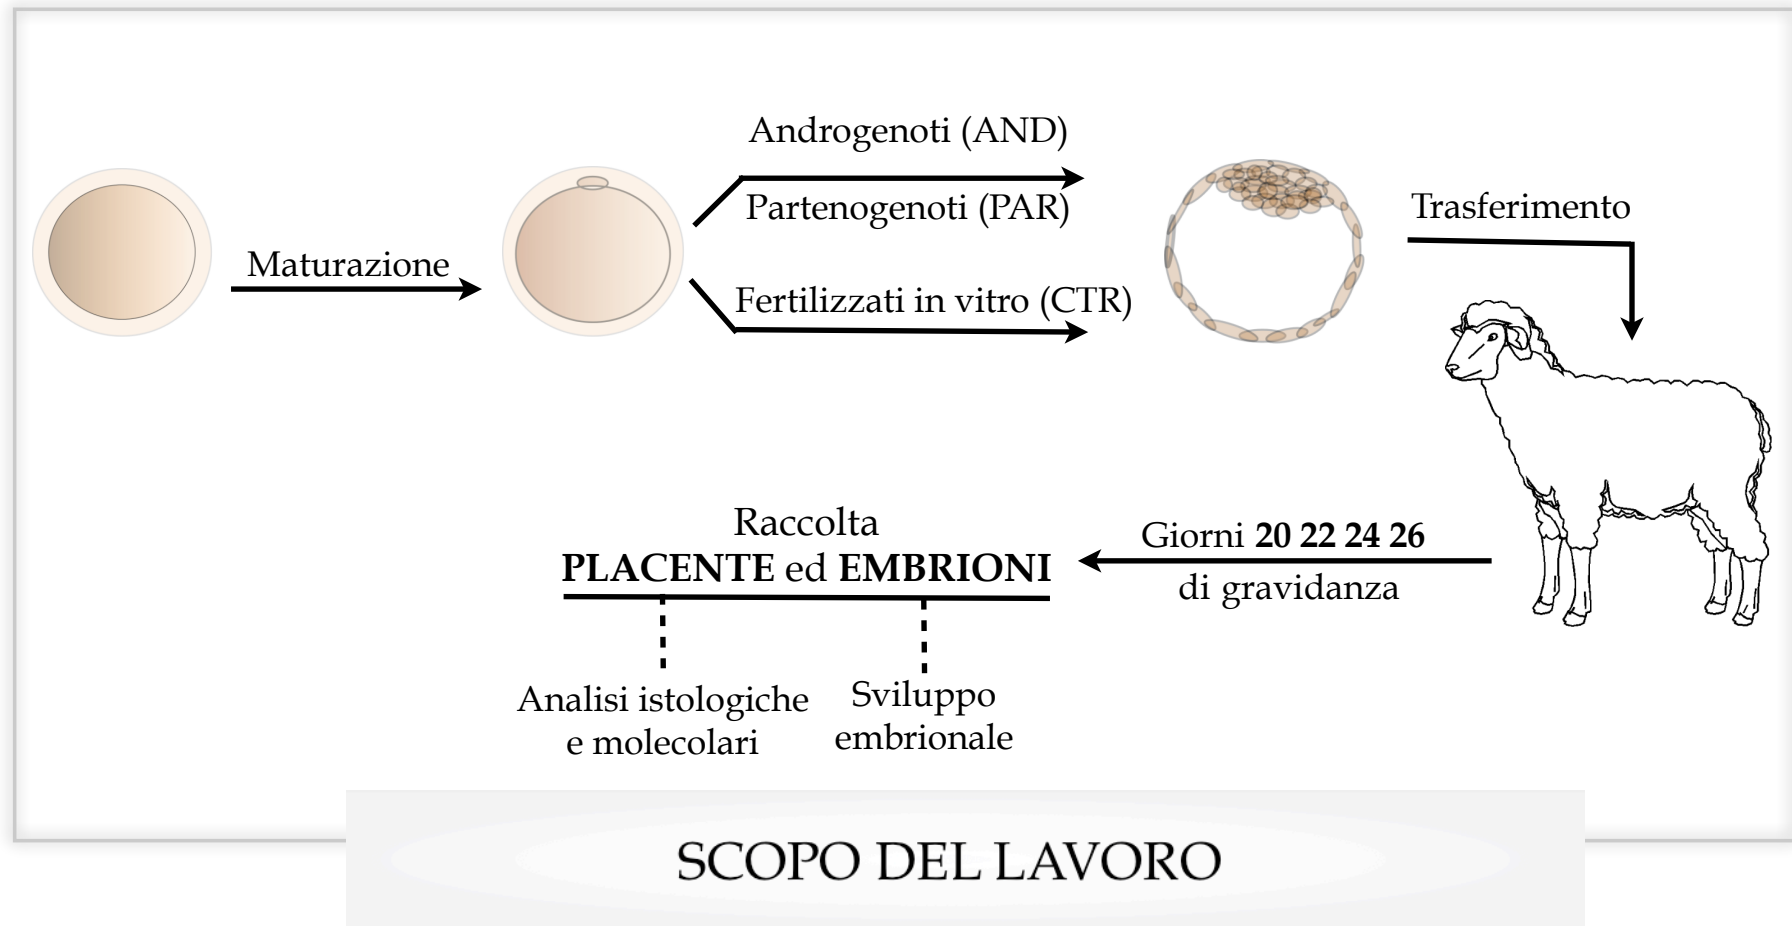 Androgenoti (AND)
Partenogenoti (PAR)
Trasferimento
Maturazione
Fertilizzati in vitro (CTR)
Raccolta
PLACENTE ed EMBRIONI
Giorni 20 22 24 26
di gravidanza
Analisi istologiche
e molecolari
Sviluppo
embrionale
SCOPO DEL LAVORO